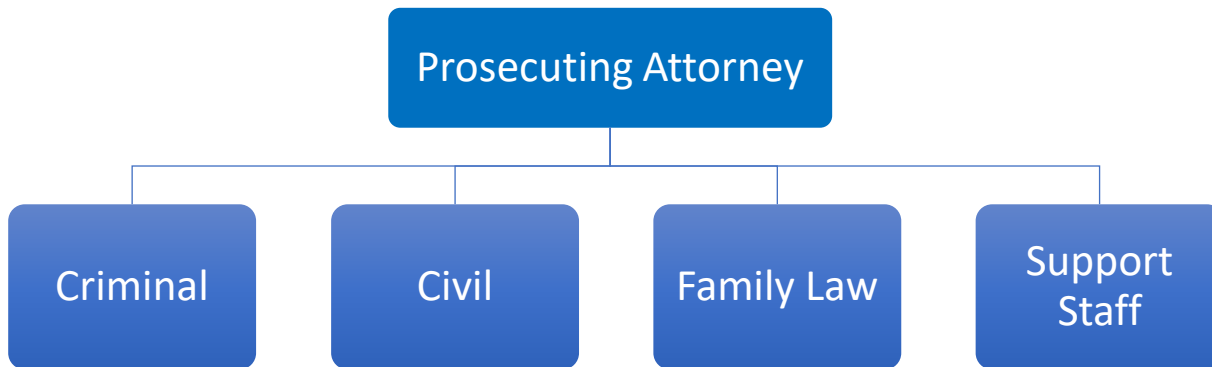 Prosecuting Attorney
Criminal
Civil
Family Law
Support
Staff